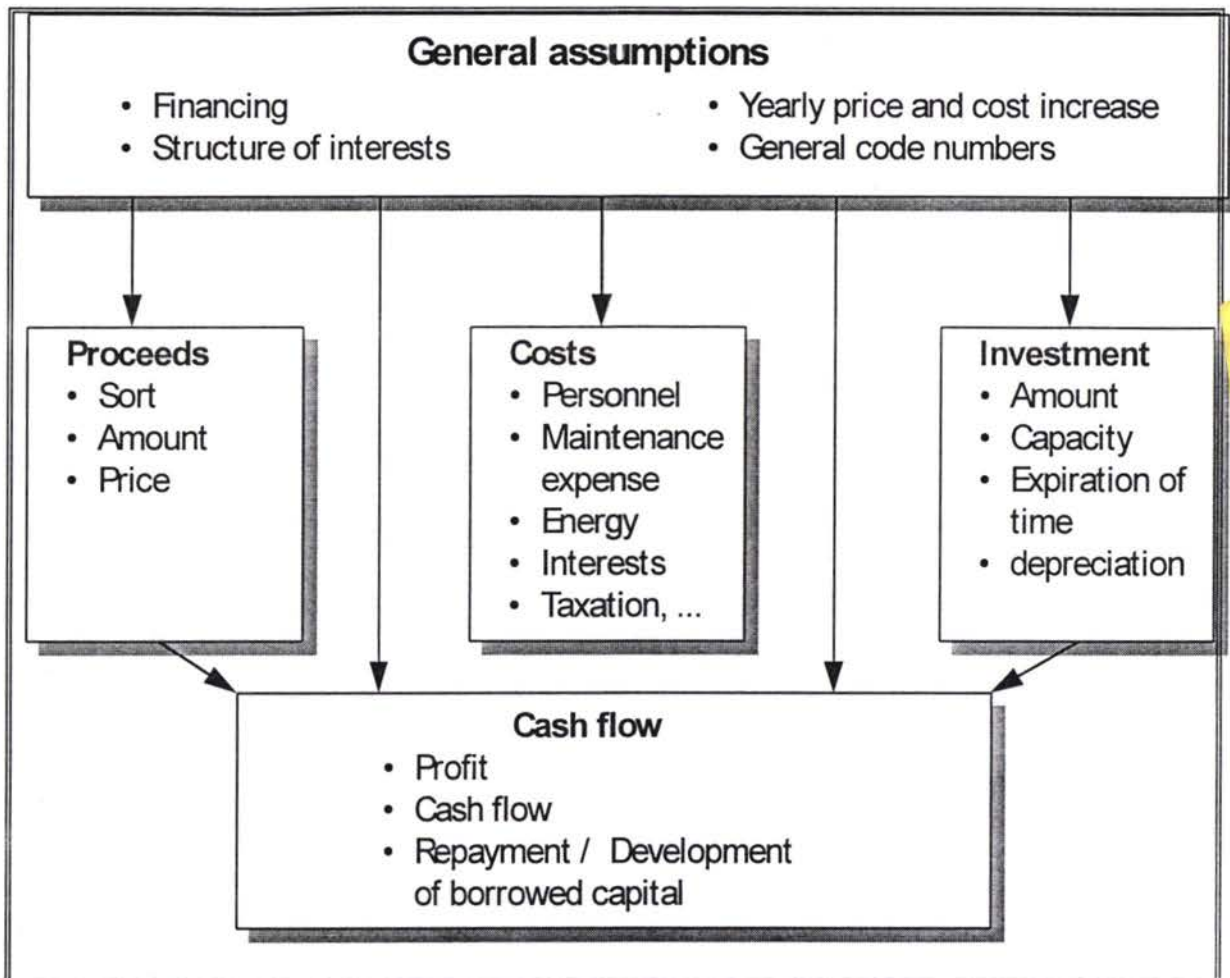 General assumptions
• Financing
• Structure of interests
• Yearly price and cost increase
• General code numbers
Proceeds
• Sort
• Amount
• Price
Costs
• Personnel
• Maintenance
expense
• Energy
• Interests
• Taxation, ...
Investment
• Amount
• Capacity
• Expiration of
time
• depreciation
Cash flow
• Profit
• Cash flow
• Repayment / Development
of borrowed capital